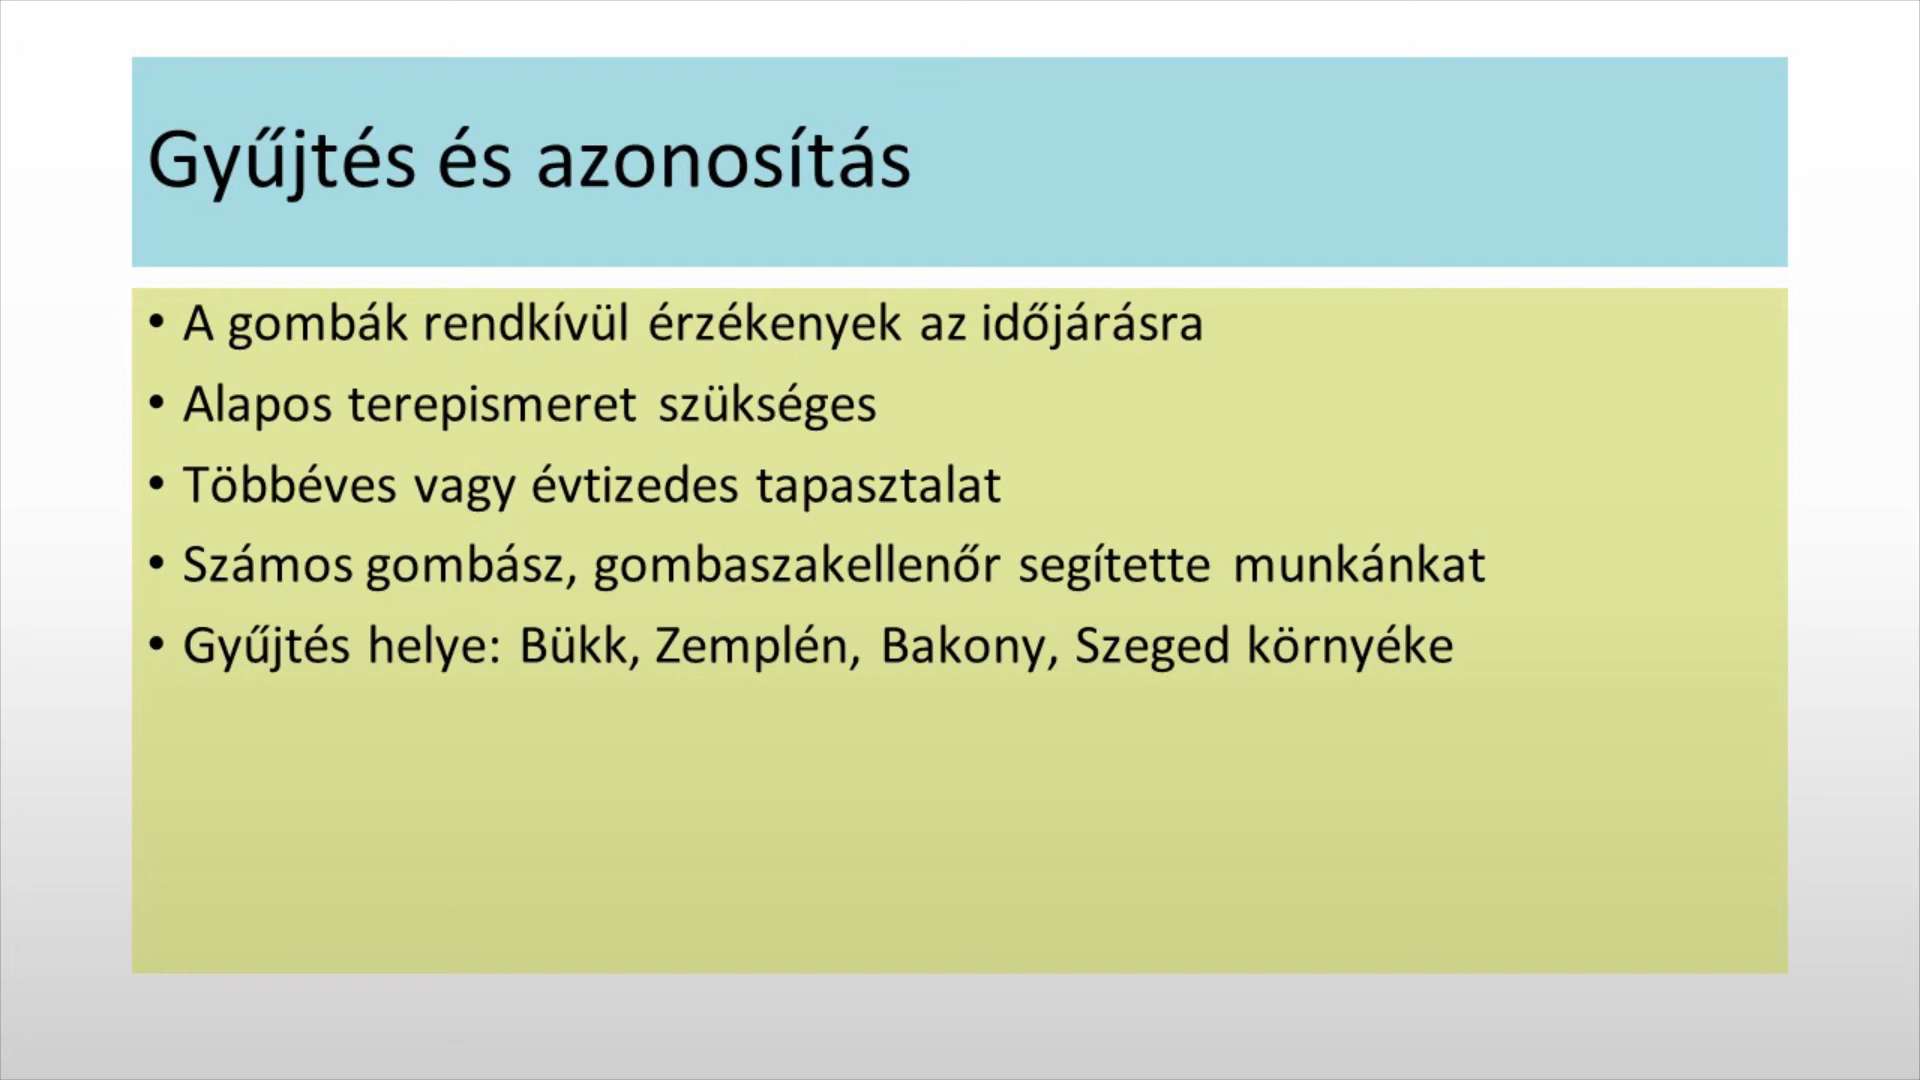 Gyűjtés és azonosítás
• A gombák rendkívül érzékenyek az időjárásra
• Alapos terepismeret szükséges
• Többéves vagy évtizedes tapasztalat
• Számos gombász, gombaszakellenőr segítette munkánkat
• Gyűjtés helye: Bükk, Zemplén, Bakony, Szeged környéke